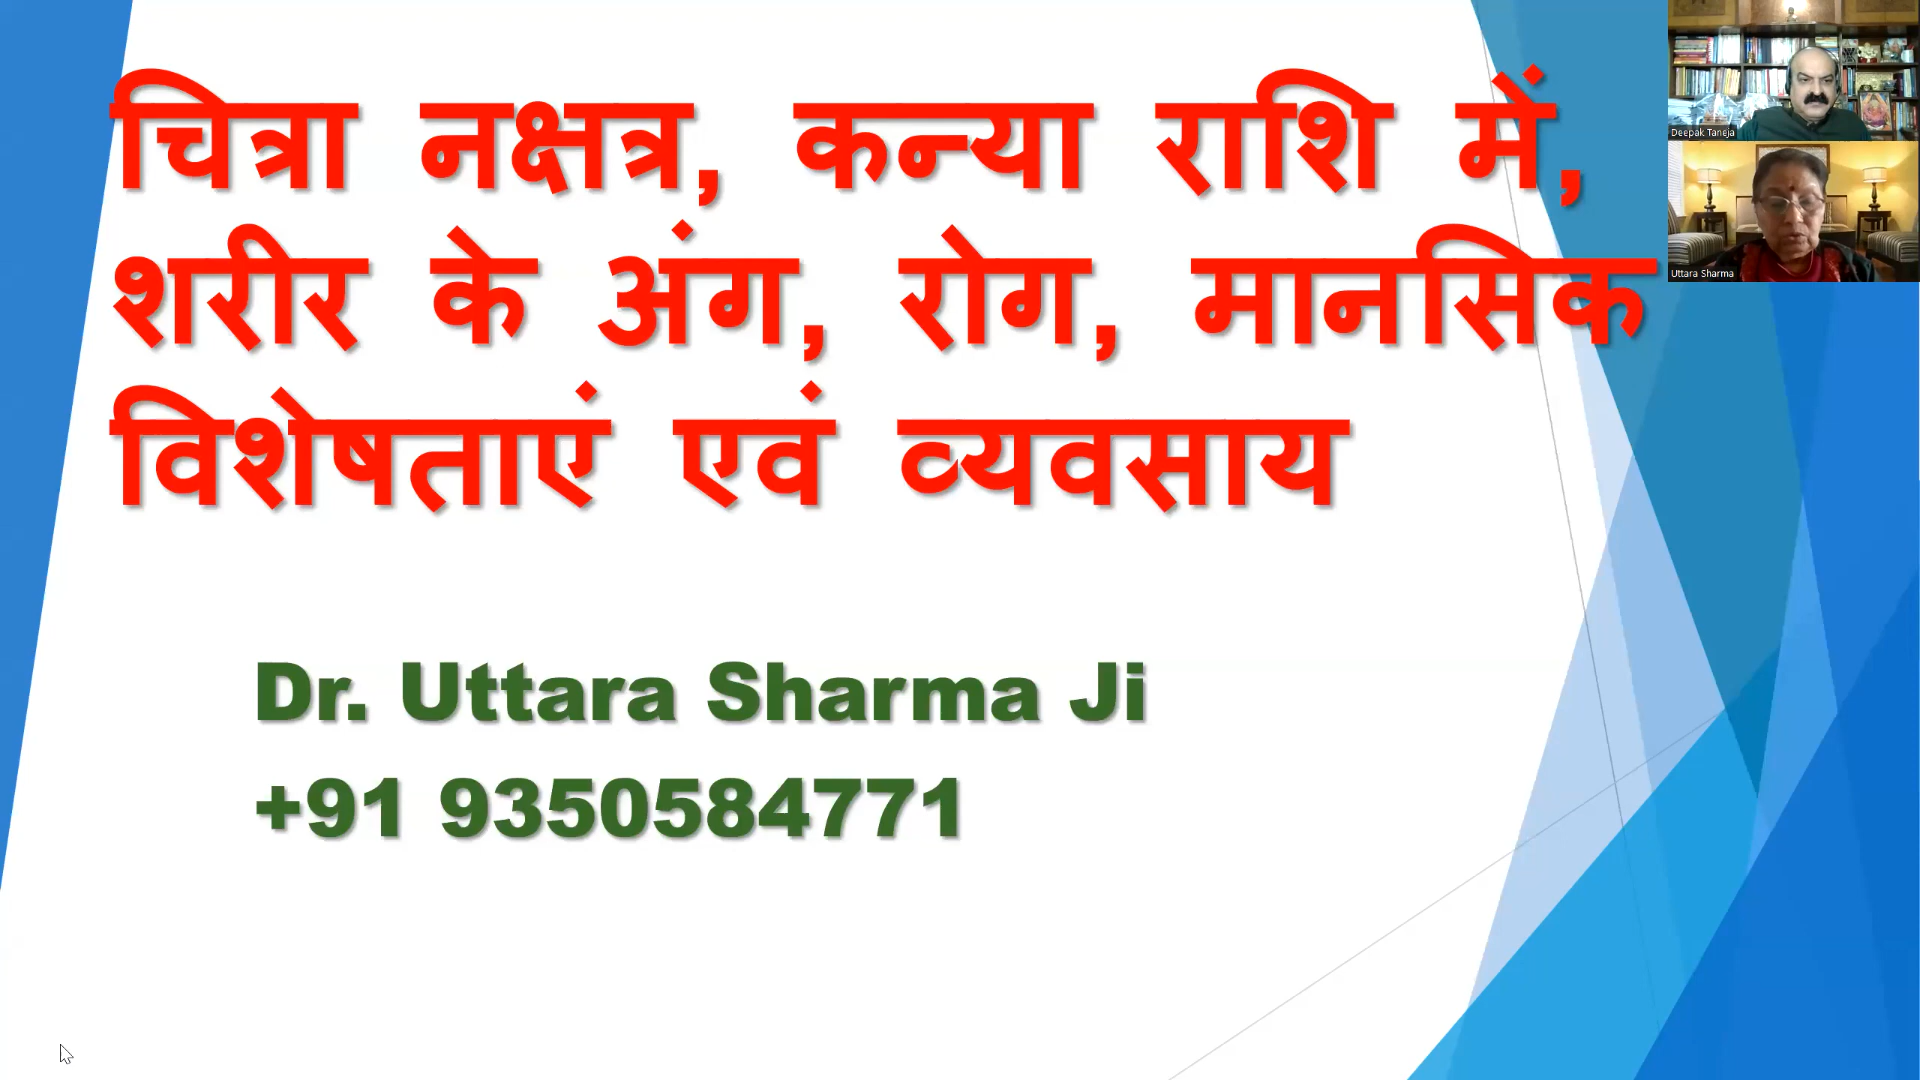 चित्रा नक्षत्र, कन्या राशि में,
शरीर के अंग, रोग, मानसिक
विशेषताएं एवं व्यवसाय
Dr. Uttara Sharma Ji
+91 9350584771
Deepak Taneja
Uttara Sharma